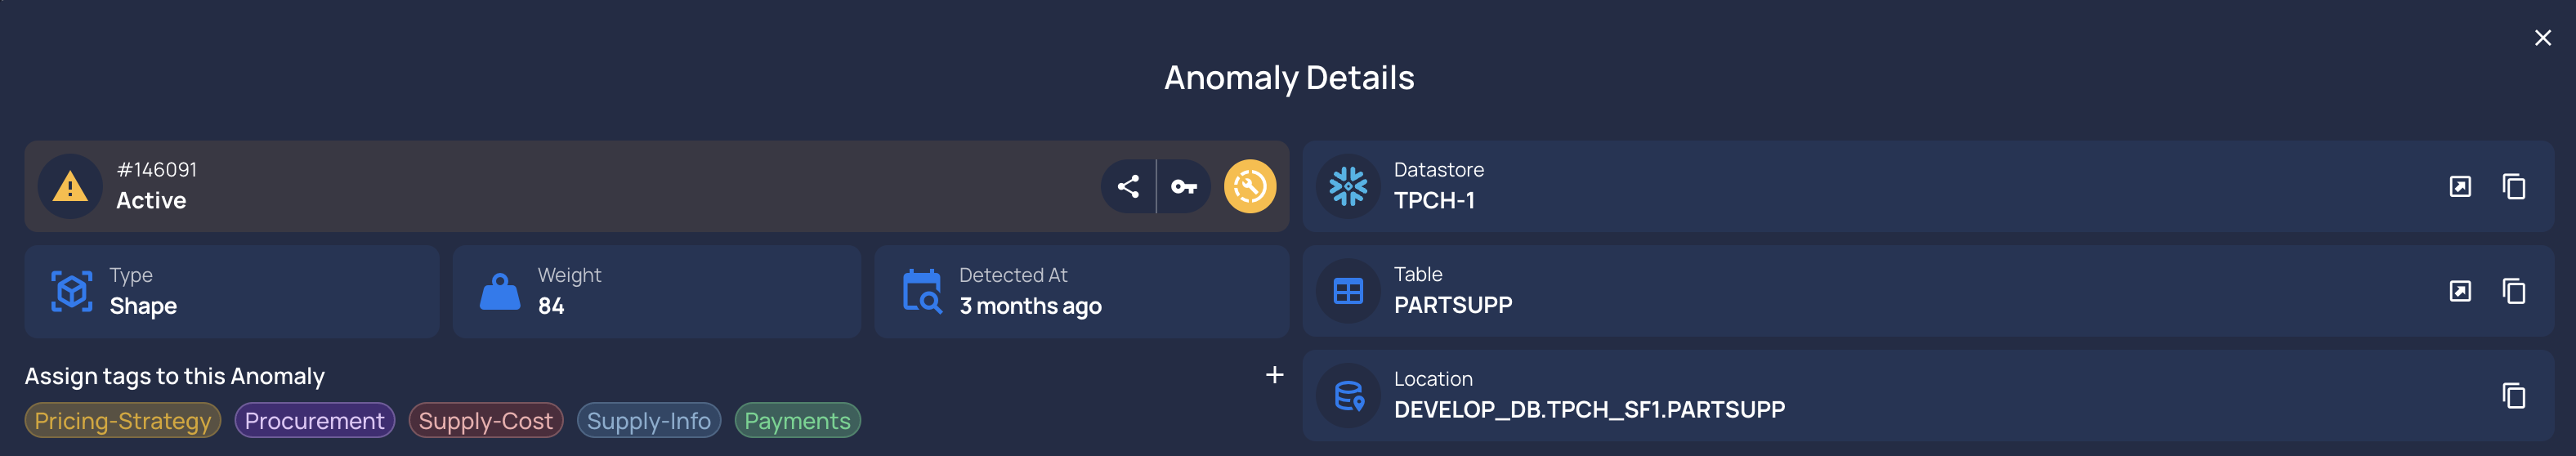 Anomaly Details
#146091
Active
Datastore
TPCH-1
Type
Shape
Weight
84
Detected At
3 months ago
Table
PARTSUPP
Assign tags to this Anomaly
Pricing-Strategy Procurement Supply-Cost Supply-Info Payments
Location
DEVELOP_DB.TPCH_SF1.PARTSUPP